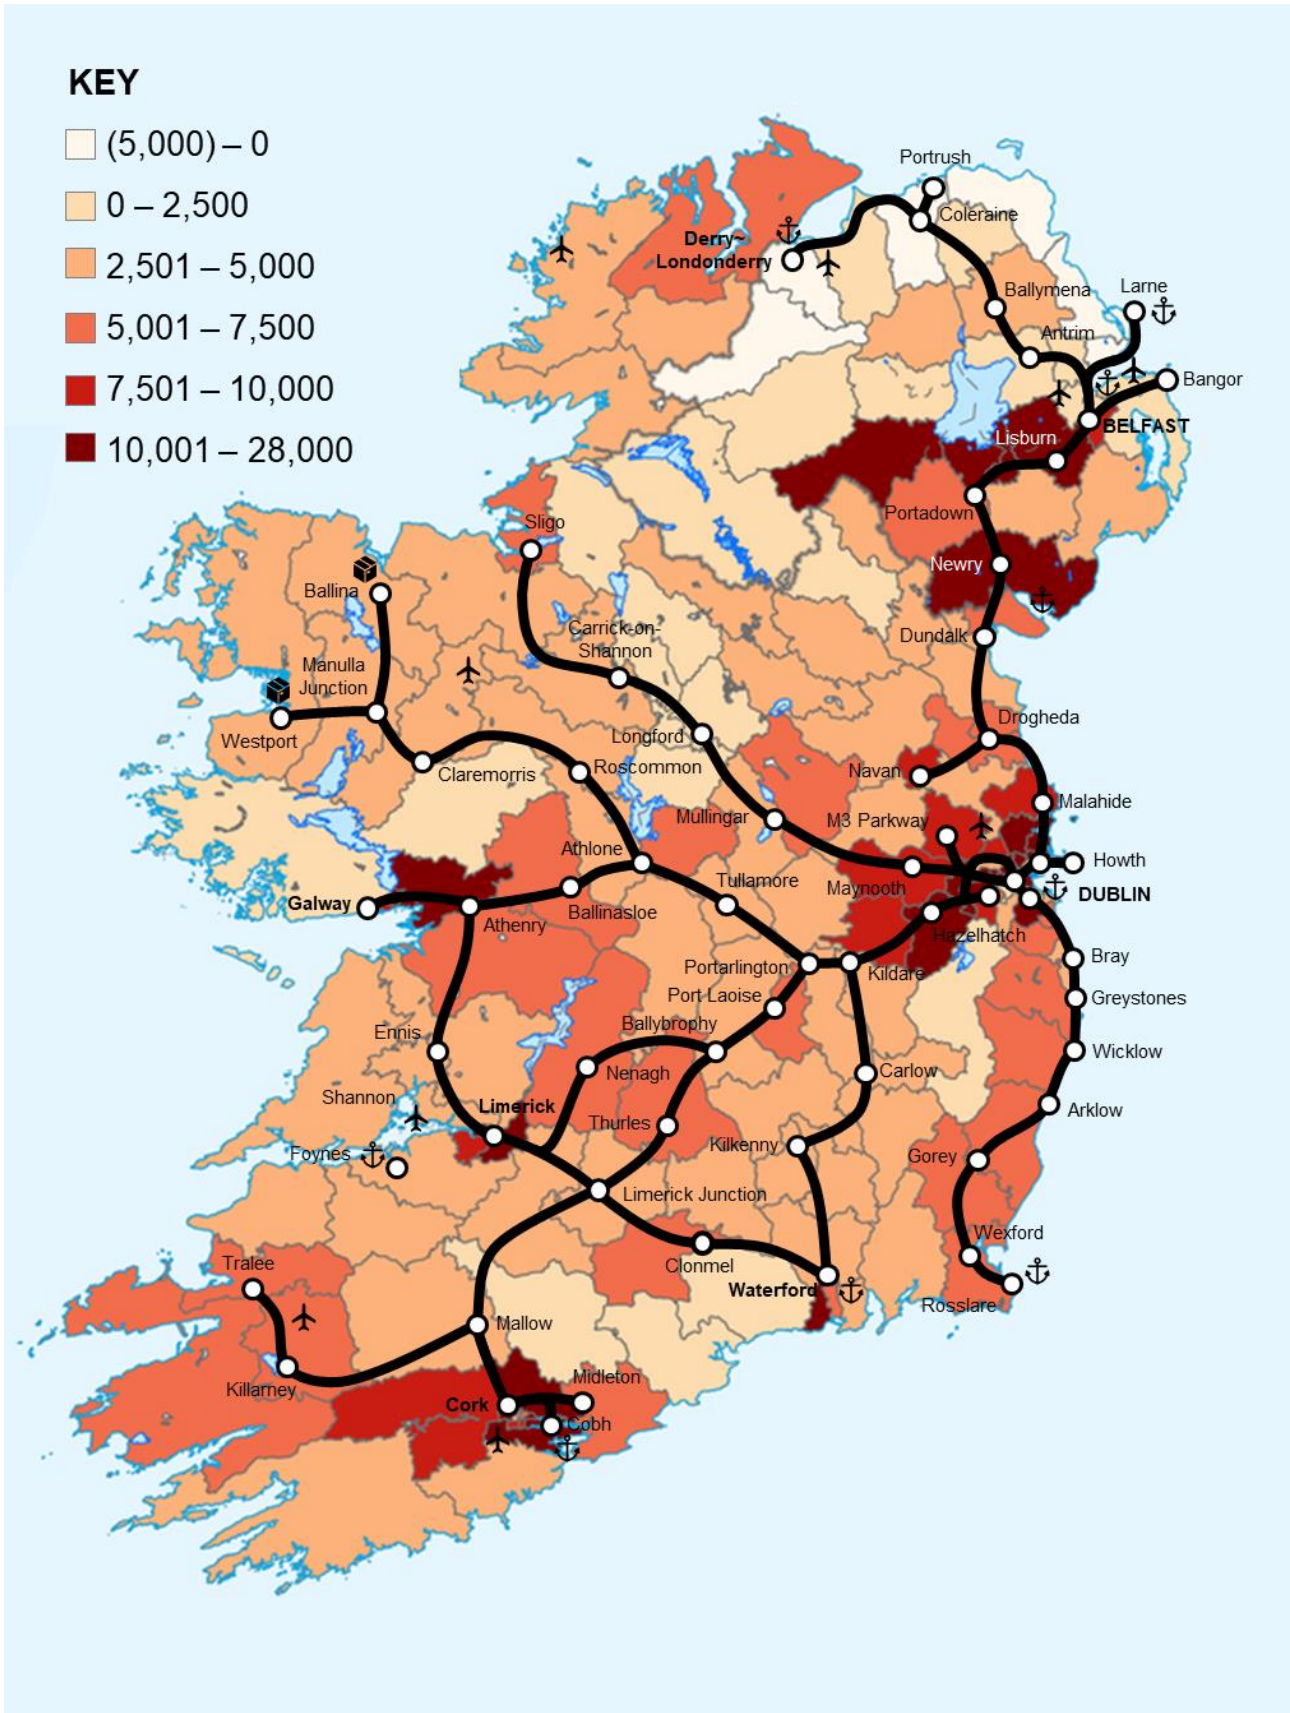 KEY
(5,000) – 0
0 – 2,500
2,501 – 5,000
5,001 – 7,500
7,501 – 10,000
10,001 – 28,000
Portrush
Coleraine
Derry~
Londonderry
Ballymena
Larne
Antrim
Bangor
BELFAST
Lisburn
Portadown
Sligo
Newry
Ballina
Carrick-on-
Shannon
Dundalk
Manulla
Junction
Westport
Longford
Drogheda
Claremorris
Roscommon
Navan
Malahide
Mullingar
M3 Parkway
Athlone
Howth
Tullamore
Maynooth
DUBLIN
Galway
Ballinasloe
Athenry
Hazelhatch
Bray
Portarlington
Kildare
Port Laoise
Greystones
Ballybrophy
Ennis
Wicklow
Nenagh
Carlow
Shannon
Limerick
Arklow
Thurles
Kilkenny
Foynes
Gorey
Limerick Junction
Wexford
Tralee
Clonmel
Waterford
Rosslare
Mallow
Killarney
Midleton
Cork
Cobh